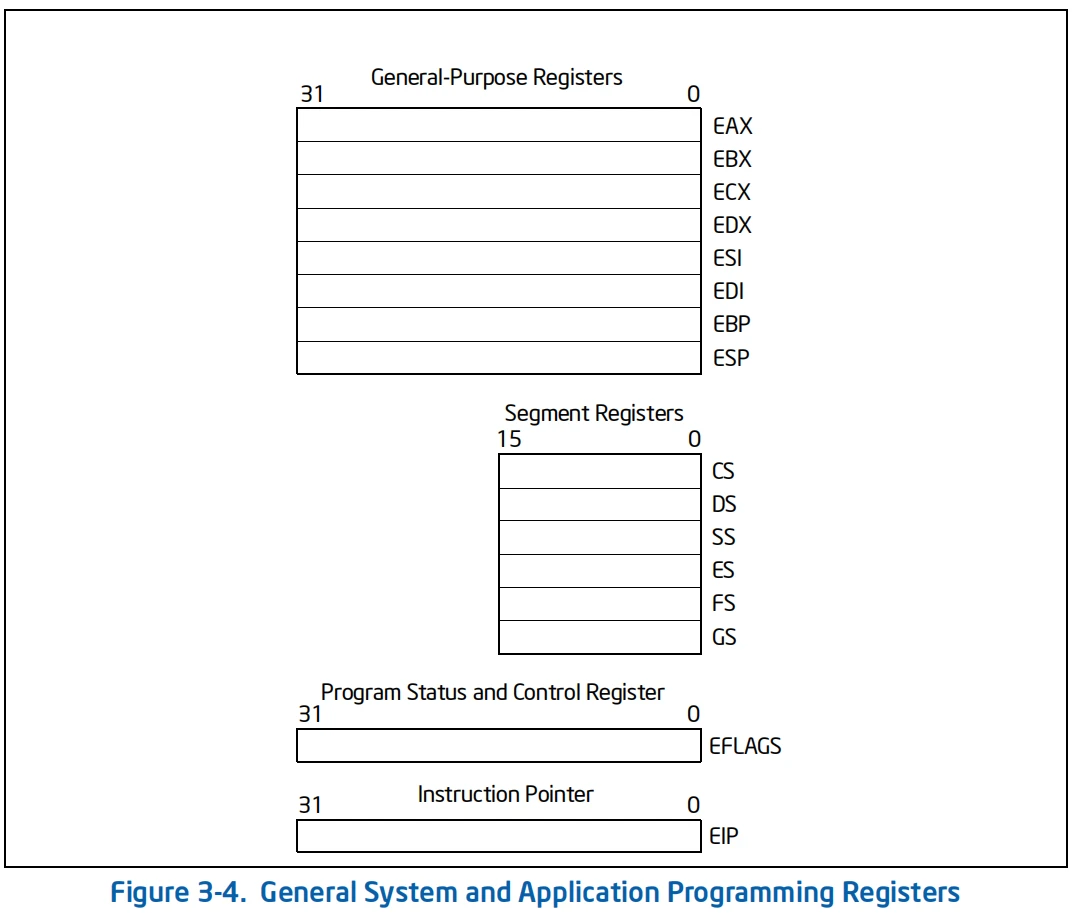 General-Purpose Registers
31 0
EAX
EBX
ECX
EDX
ESI
EDI
EBP
ESP
Segment Registers
15 0
CS
DS
SS
ES
FS
GS
Program Status and Control Register
31 0
EFLAGS
Instruction Pointer
31 0
EIP
Figure 3-4. General System and Application Programming Registers